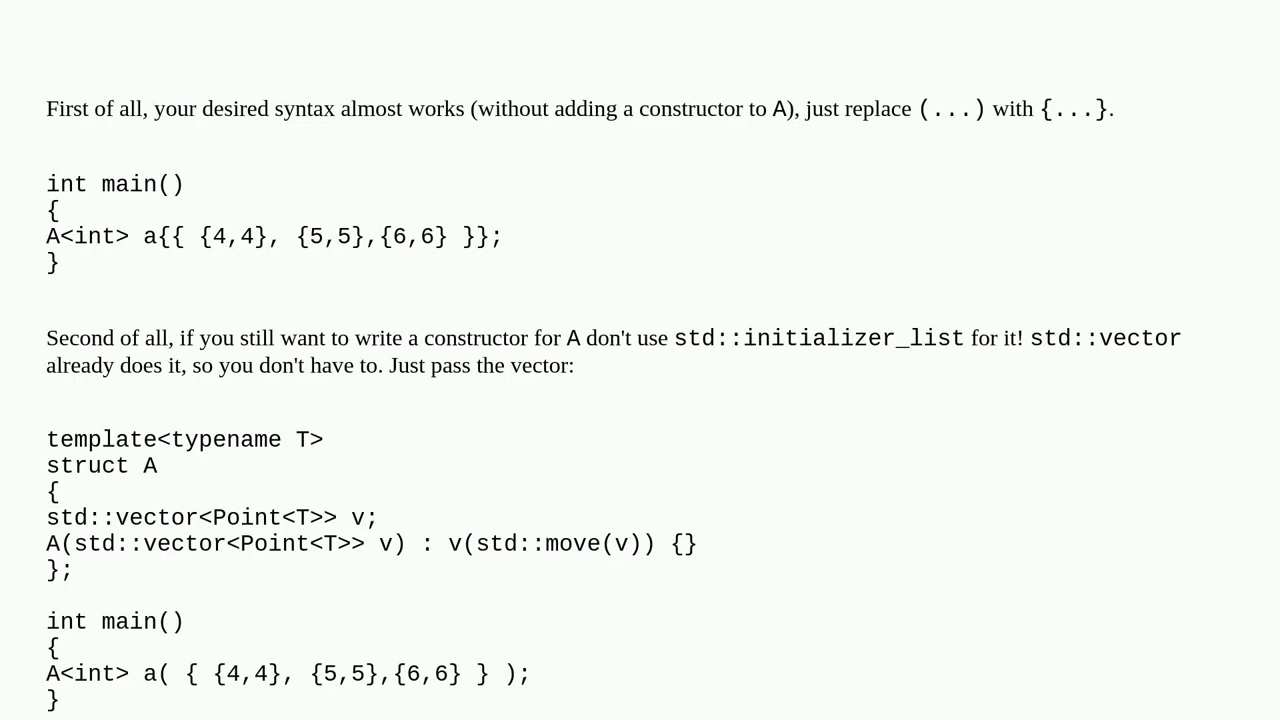 First of all, your desired syntax almost works (without adding a constructor to A), just replace (...) with {...}.
int main()
{
A<int> a{{ {4,4}, {5,5},{6,6} }};
}
Second of all, if you still want to write a constructor for A don't use std::initializer_list for it! std::vector
already does it, so you don't have to. Just pass the vector:
template<typename T>
struct A
{
std::vector<Point<T>> v;
A(std::vector<Point<T>> v) : v(std::move(v)) {}
};
int main()
{
A<int> a( { {4,4}, {5,5},{6,6} } );
}